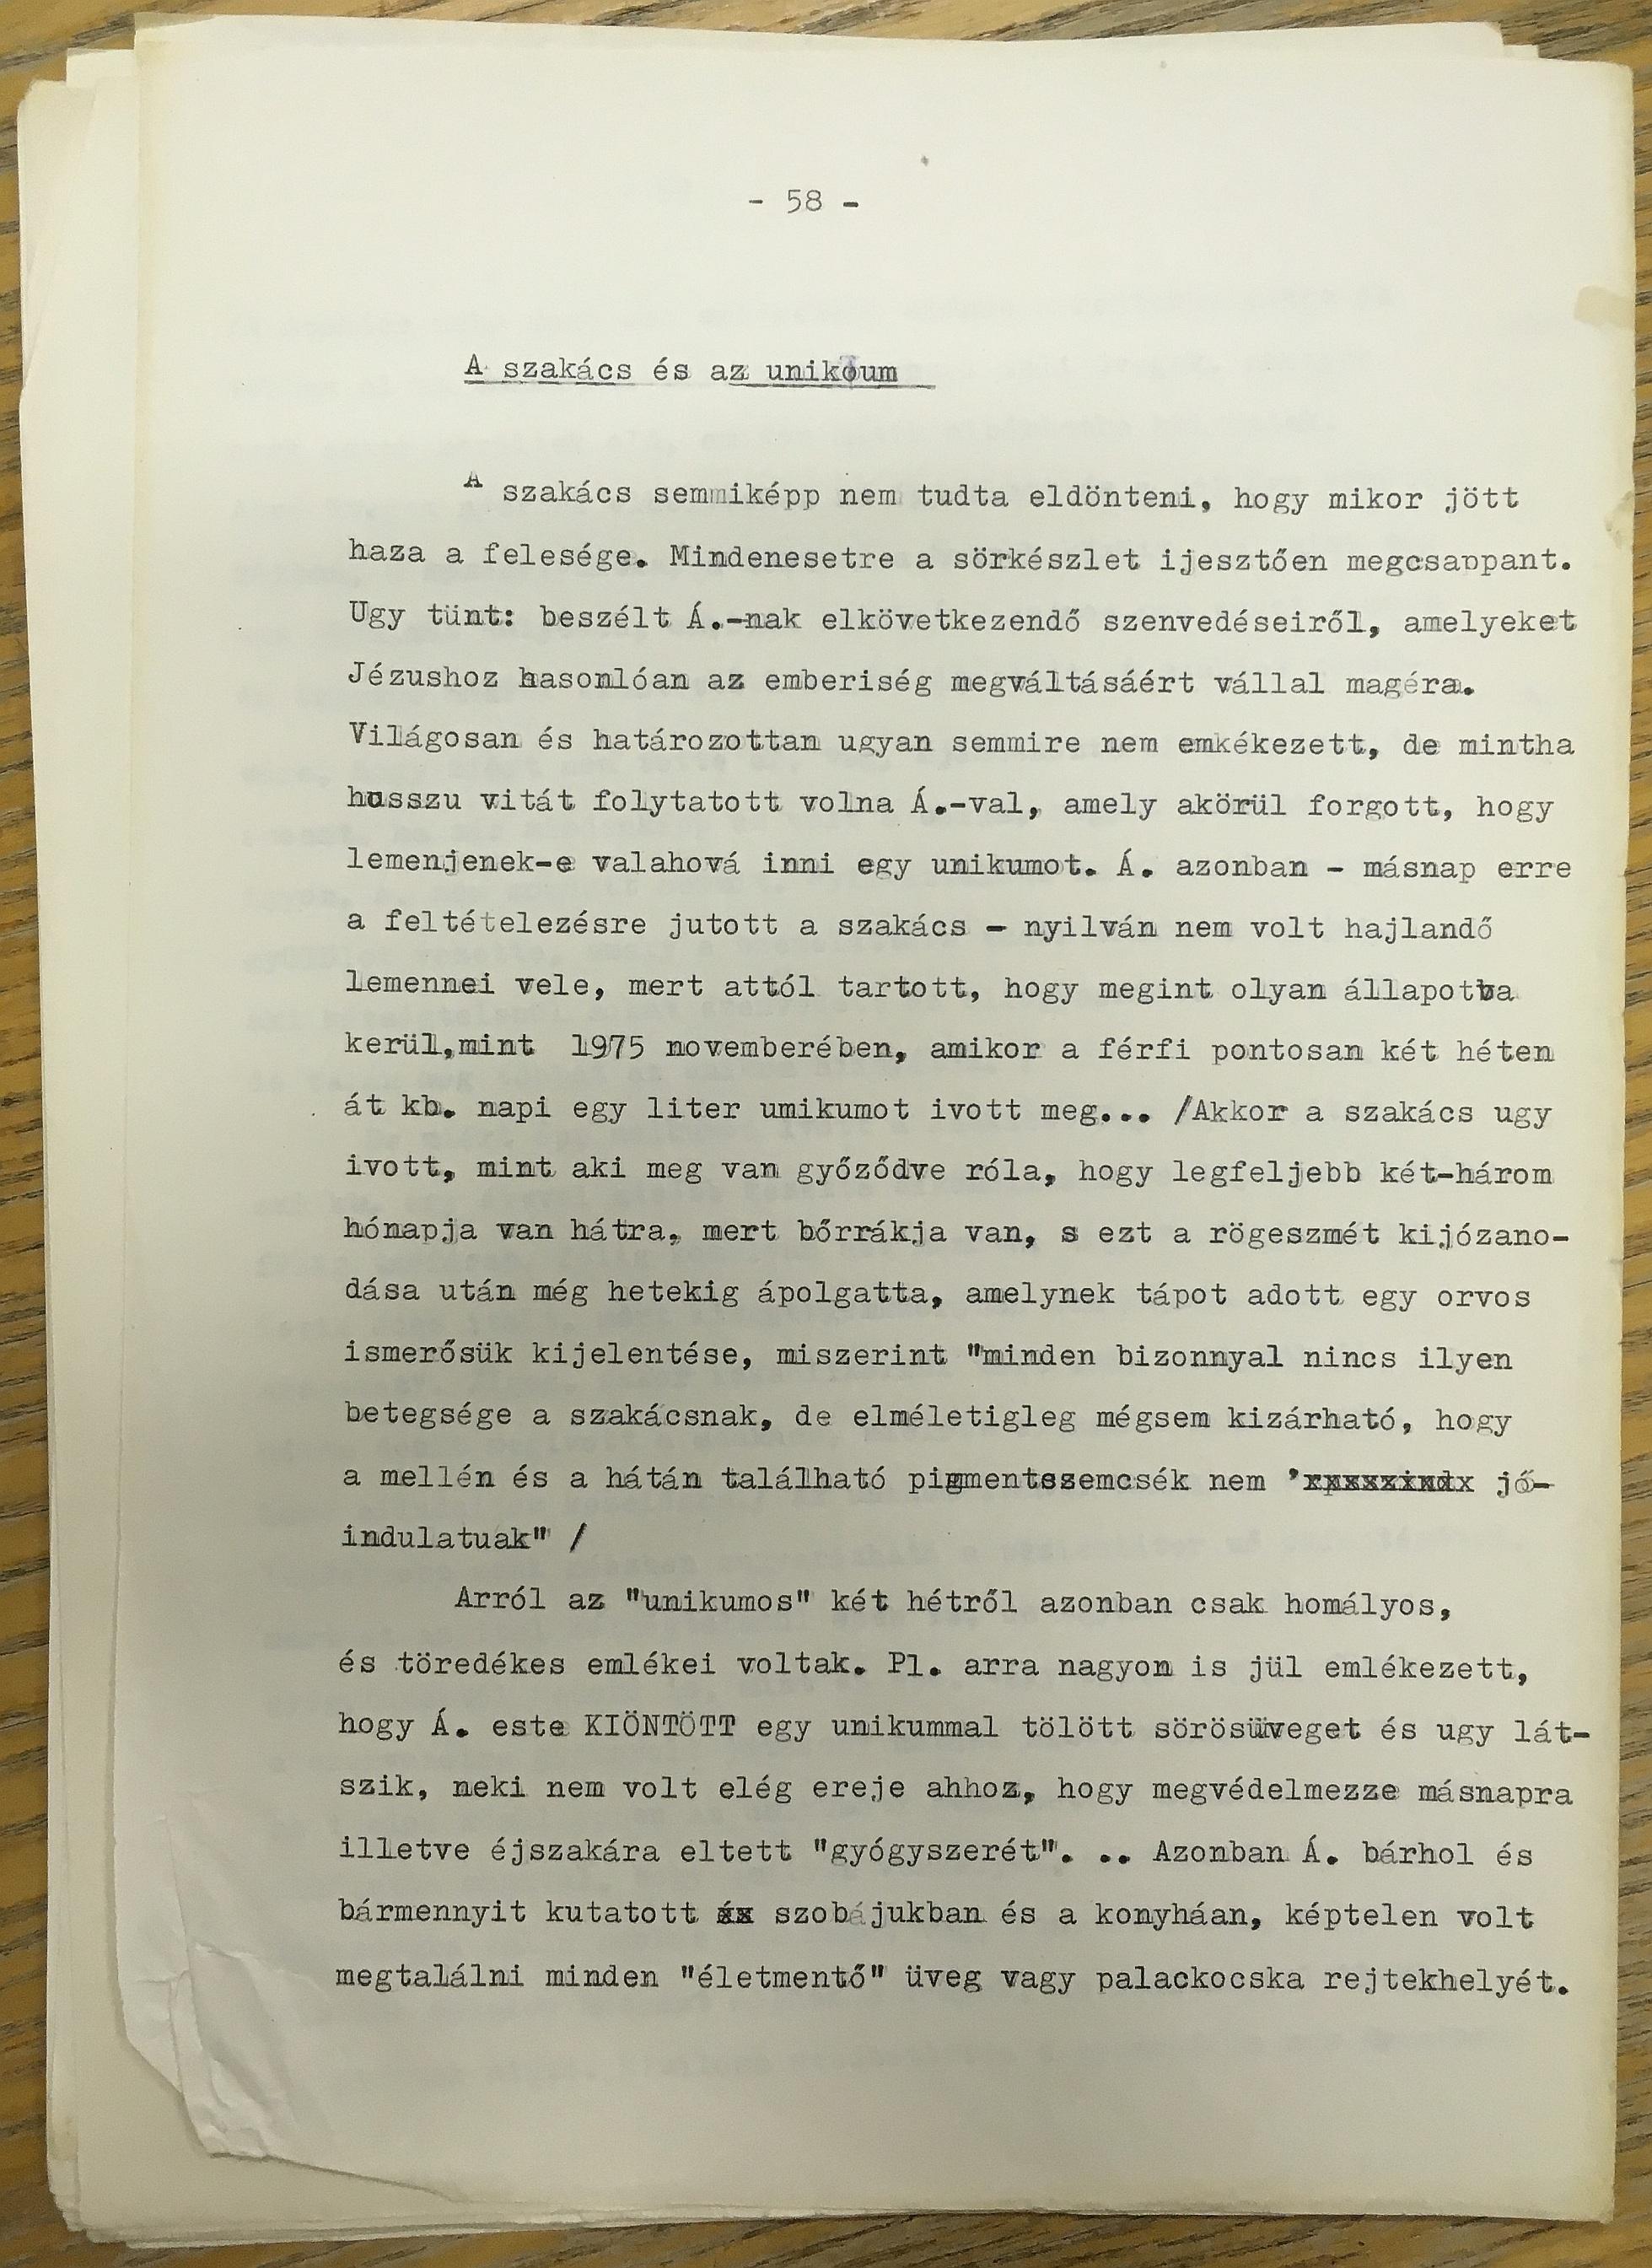 - 58 -
A szakács és az unikum
A szakács semmiképp nem tudta eldönteni, hogy mikor jött
haza a felesége. Mindenesetre a sörkészlet ijesztően megcsappant.
Ugy tünt: beszélt Á.-nak elkövetkezendő szenvedéseiről, amelyeket
Jézushoz hasonlóan az emberiség megváltásáért vállal magéra.
Világosan és határozottan ugyan semmire nem emkékezett, de mintha
hosszu vitát folytatott volna Á.-val, amely akörül forgott, hogy
lemenjenek-e valahová inni egy unikumot. Á. azonban - másnap erre
a feltételezésre jutott a szakács - nyilván nem volt hajlandó
lemennei vele, mert attól tartott, hogy megint olyan állapotba
kerül,mint 1975 novemberében, amikor a férfi pontosan két héten
át kb. napi egy liter umikumot ivott meg... /Akkor a szakács ugy
ivott, mint aki meg van győződve róla, hogy legfeljebb két-három
hónapja van hátra, mert bőrrákja van, s ezt a rögeszmét kijózano-
dása után még hetekig ápolgatta, amelynek tápot adott egy orvos
ismerősük kijelentése, miszerint "minden bizonnyal nincs ilyen
betegsége a szakácsnak, de elméletigleg mégsem kizárható, hogy
a mellén és a hátán található pigmentszemcsék nem jó-
indulatuak" /
Arról az "unikumos" két hétről azonban csak homályos,
és töredékes emlékei voltak. Pl. arra nagyon is jül emlékezett,
hogy Á. este KIÖNTÖTT egy unikummal tölött sörösüveget és ugy lát-
szik, neki nem volt elég ereje ahhoz, hogy megvédelmezze másnapra
illetve éjszakára eltett "gyógyszerét". .. Azonban Á. bárhol és
bármennyit kutatott szobájukban és a konyháan, képtelen volt
megtalálni minden "életmentő" üveg vagy palackocska rejtekhelyét.